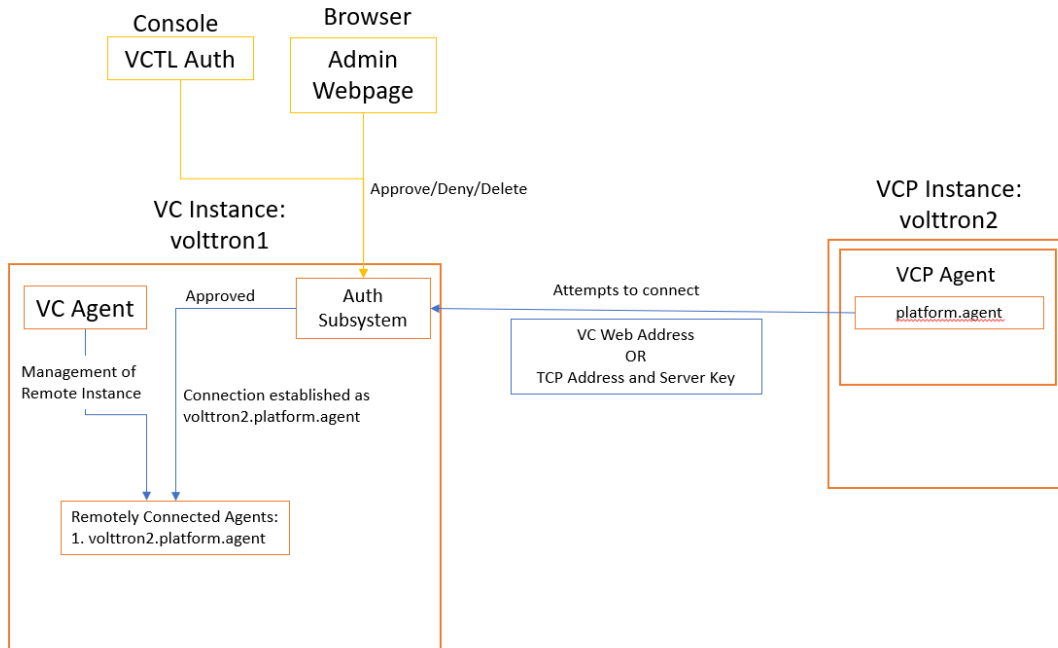 Console
VCTL Auth
Browser
Admin
Webpage
Approve/Deny/Delete
VC Instance:
volttron1
VCP Instance:
volttron2
VC Agent
Approved
Auth
Subsystem
Attempts to connect
VC Web Address
OR
TCP Address and Server Key
VCP Agent
platform.agent
Management of
Remote Instance
Connection established as
volttron2.platform.agent
Remotely Connected Agents:
1. volttron2.platform.agent